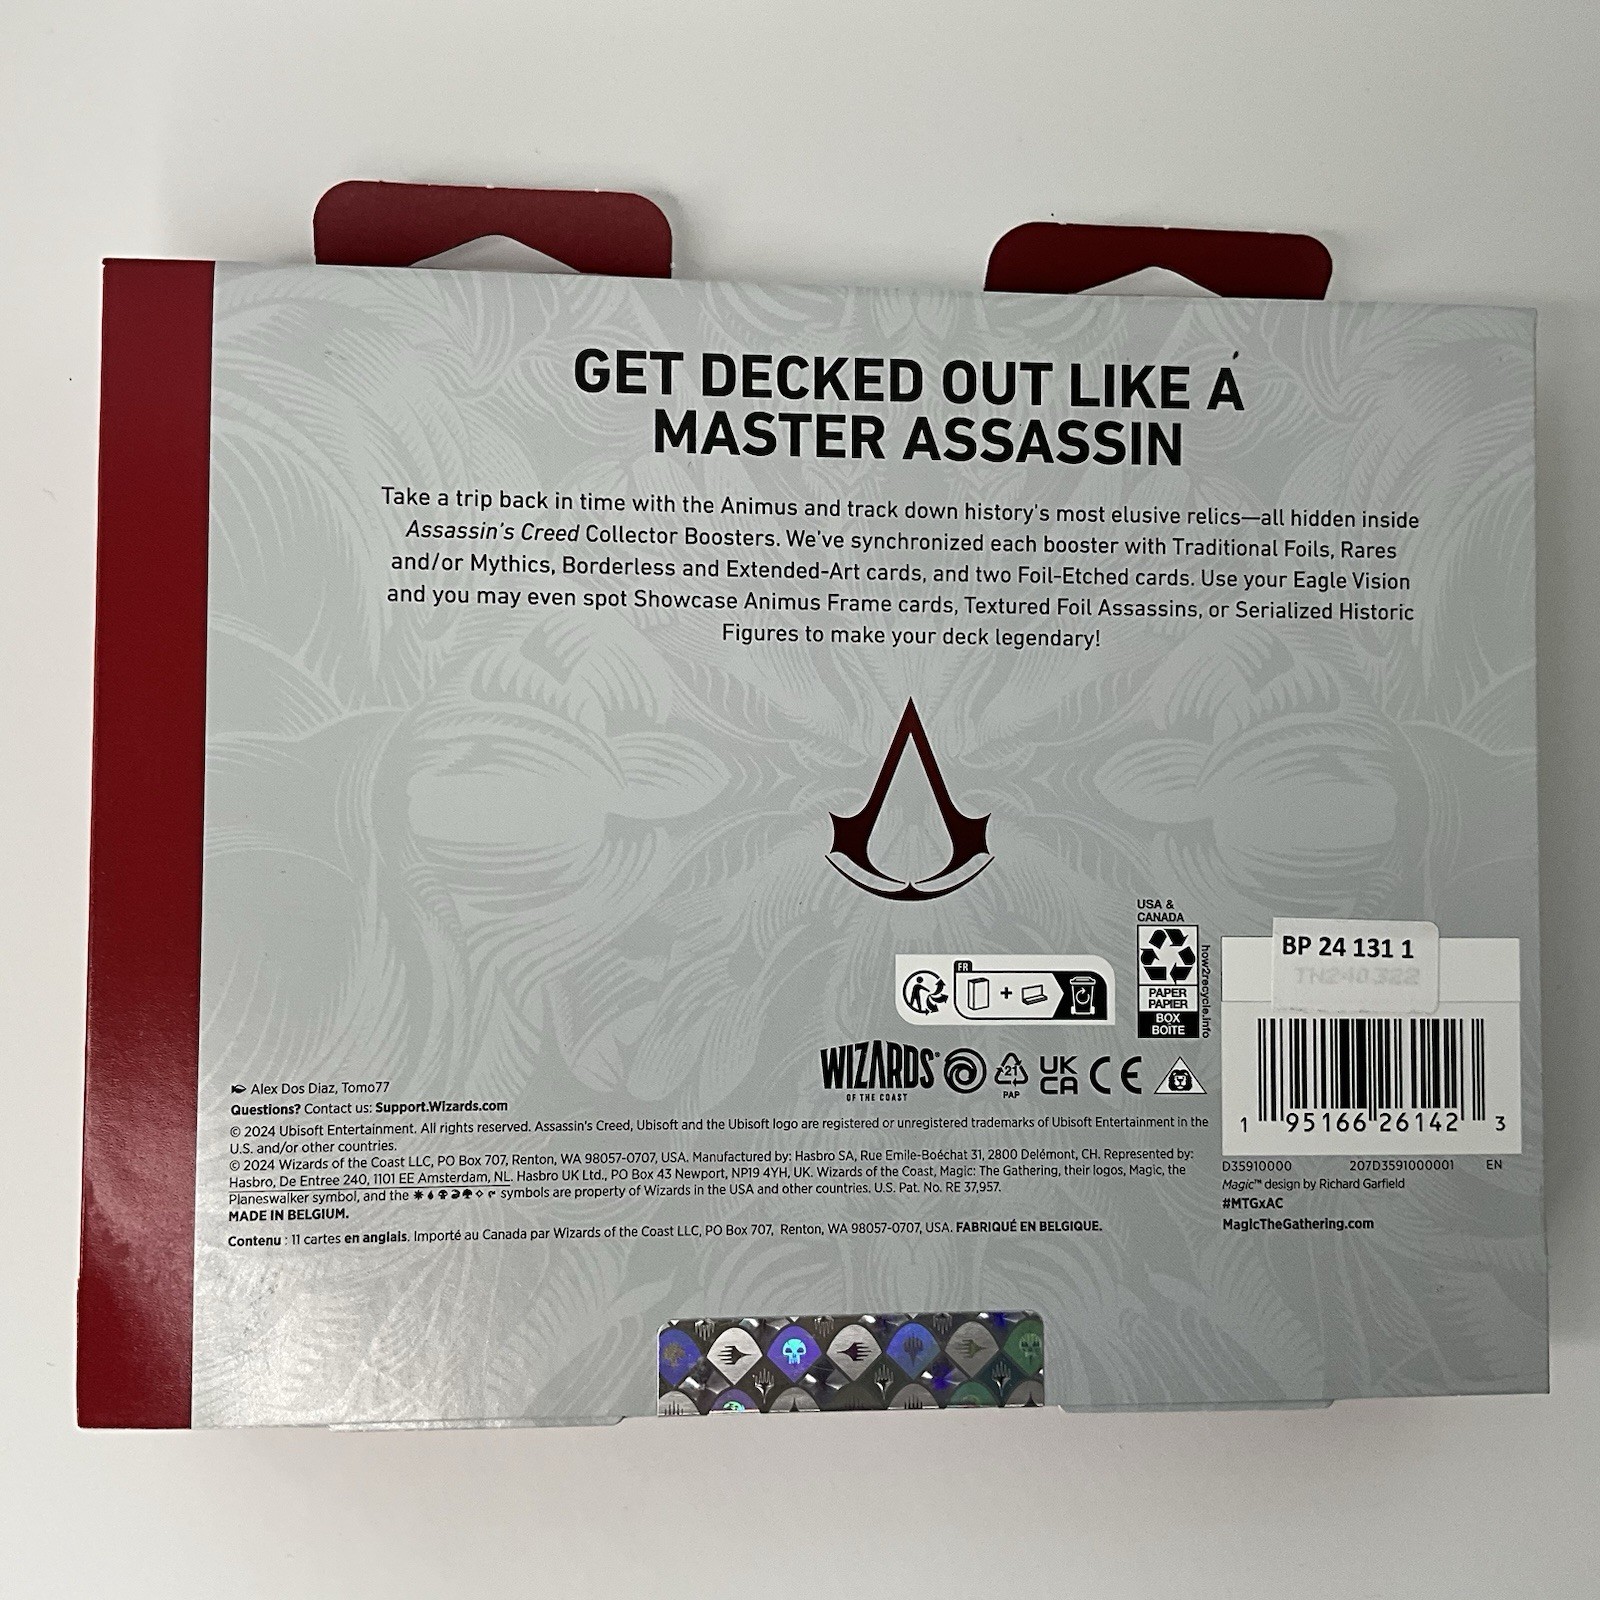 GET DECKED OUT LIKE A
MASTER ASSASSIN
Take a trip back in time with the Animus and track down history's most elusive relics—all hidden inside
Assassin's Creed Collector Boosters. We've synchronized each booster with Traditional Foils, Rares
and/or Mythics, Borderless and Extended-Art cards, and two Foil-Etched cards. Use your Eagle Vision
and you may even spot Showcase Animus Frame cards, Textured Foil Assassins, or Serialized Historic
Figures to make your deck legendary!
USA &
CANADA
PAPER
PAPIER
BOX
BOÎTE
how2recycle.info
FR
+
BP 24 131 1
TN240322
WIZARDS
OF THE COAST
21
PAP
UK
CA
CE
1 95166 26142 3
D35910000 207D3591000001 EN
Magic™ design by Richard Garfield
#MTGxAC
MagicTheGathering.com
Alex Dos Diaz, Tomo77
Questions? Contact us: Support.Wizards.com
© 2024 Ubisoft Entertainment. All rights reserved. Assassin's Creed, Ubisoft and the Ubisoft logo are registered or unregistered trademarks of Ubisoft Entertainment in the
U.S. and/or other countries.
© 2024 Wizards of the Coast LLC, PO Box 707, Renton, WA 98057-0707, USA. Manufactured by: Hasbro SA, Rue Emile-Boéchat 31, 2800 Delémont, CH. Represented by:
Hasbro, De Entree 240, 1101 EE Amsterdam, NL. Hasbro UK Ltd., PO Box 43 Newport, NP19 4YH, UK. Wizards of the Coast, Magic: The Gathering, their logos, Magic, the
Planeswalker symbol, and the symbols are property of Wizards in the USA and other countries. U.S. Pat. No. RE 37,957.
MADE IN BELGIUM.
Contenu : 11 cartes en anglais. Importé au Canada par Wizards of the Coast LLC, PO Box 707, Renton, WA 98057-0707, USA. FABRIQUÉ EN BELGIQUE.